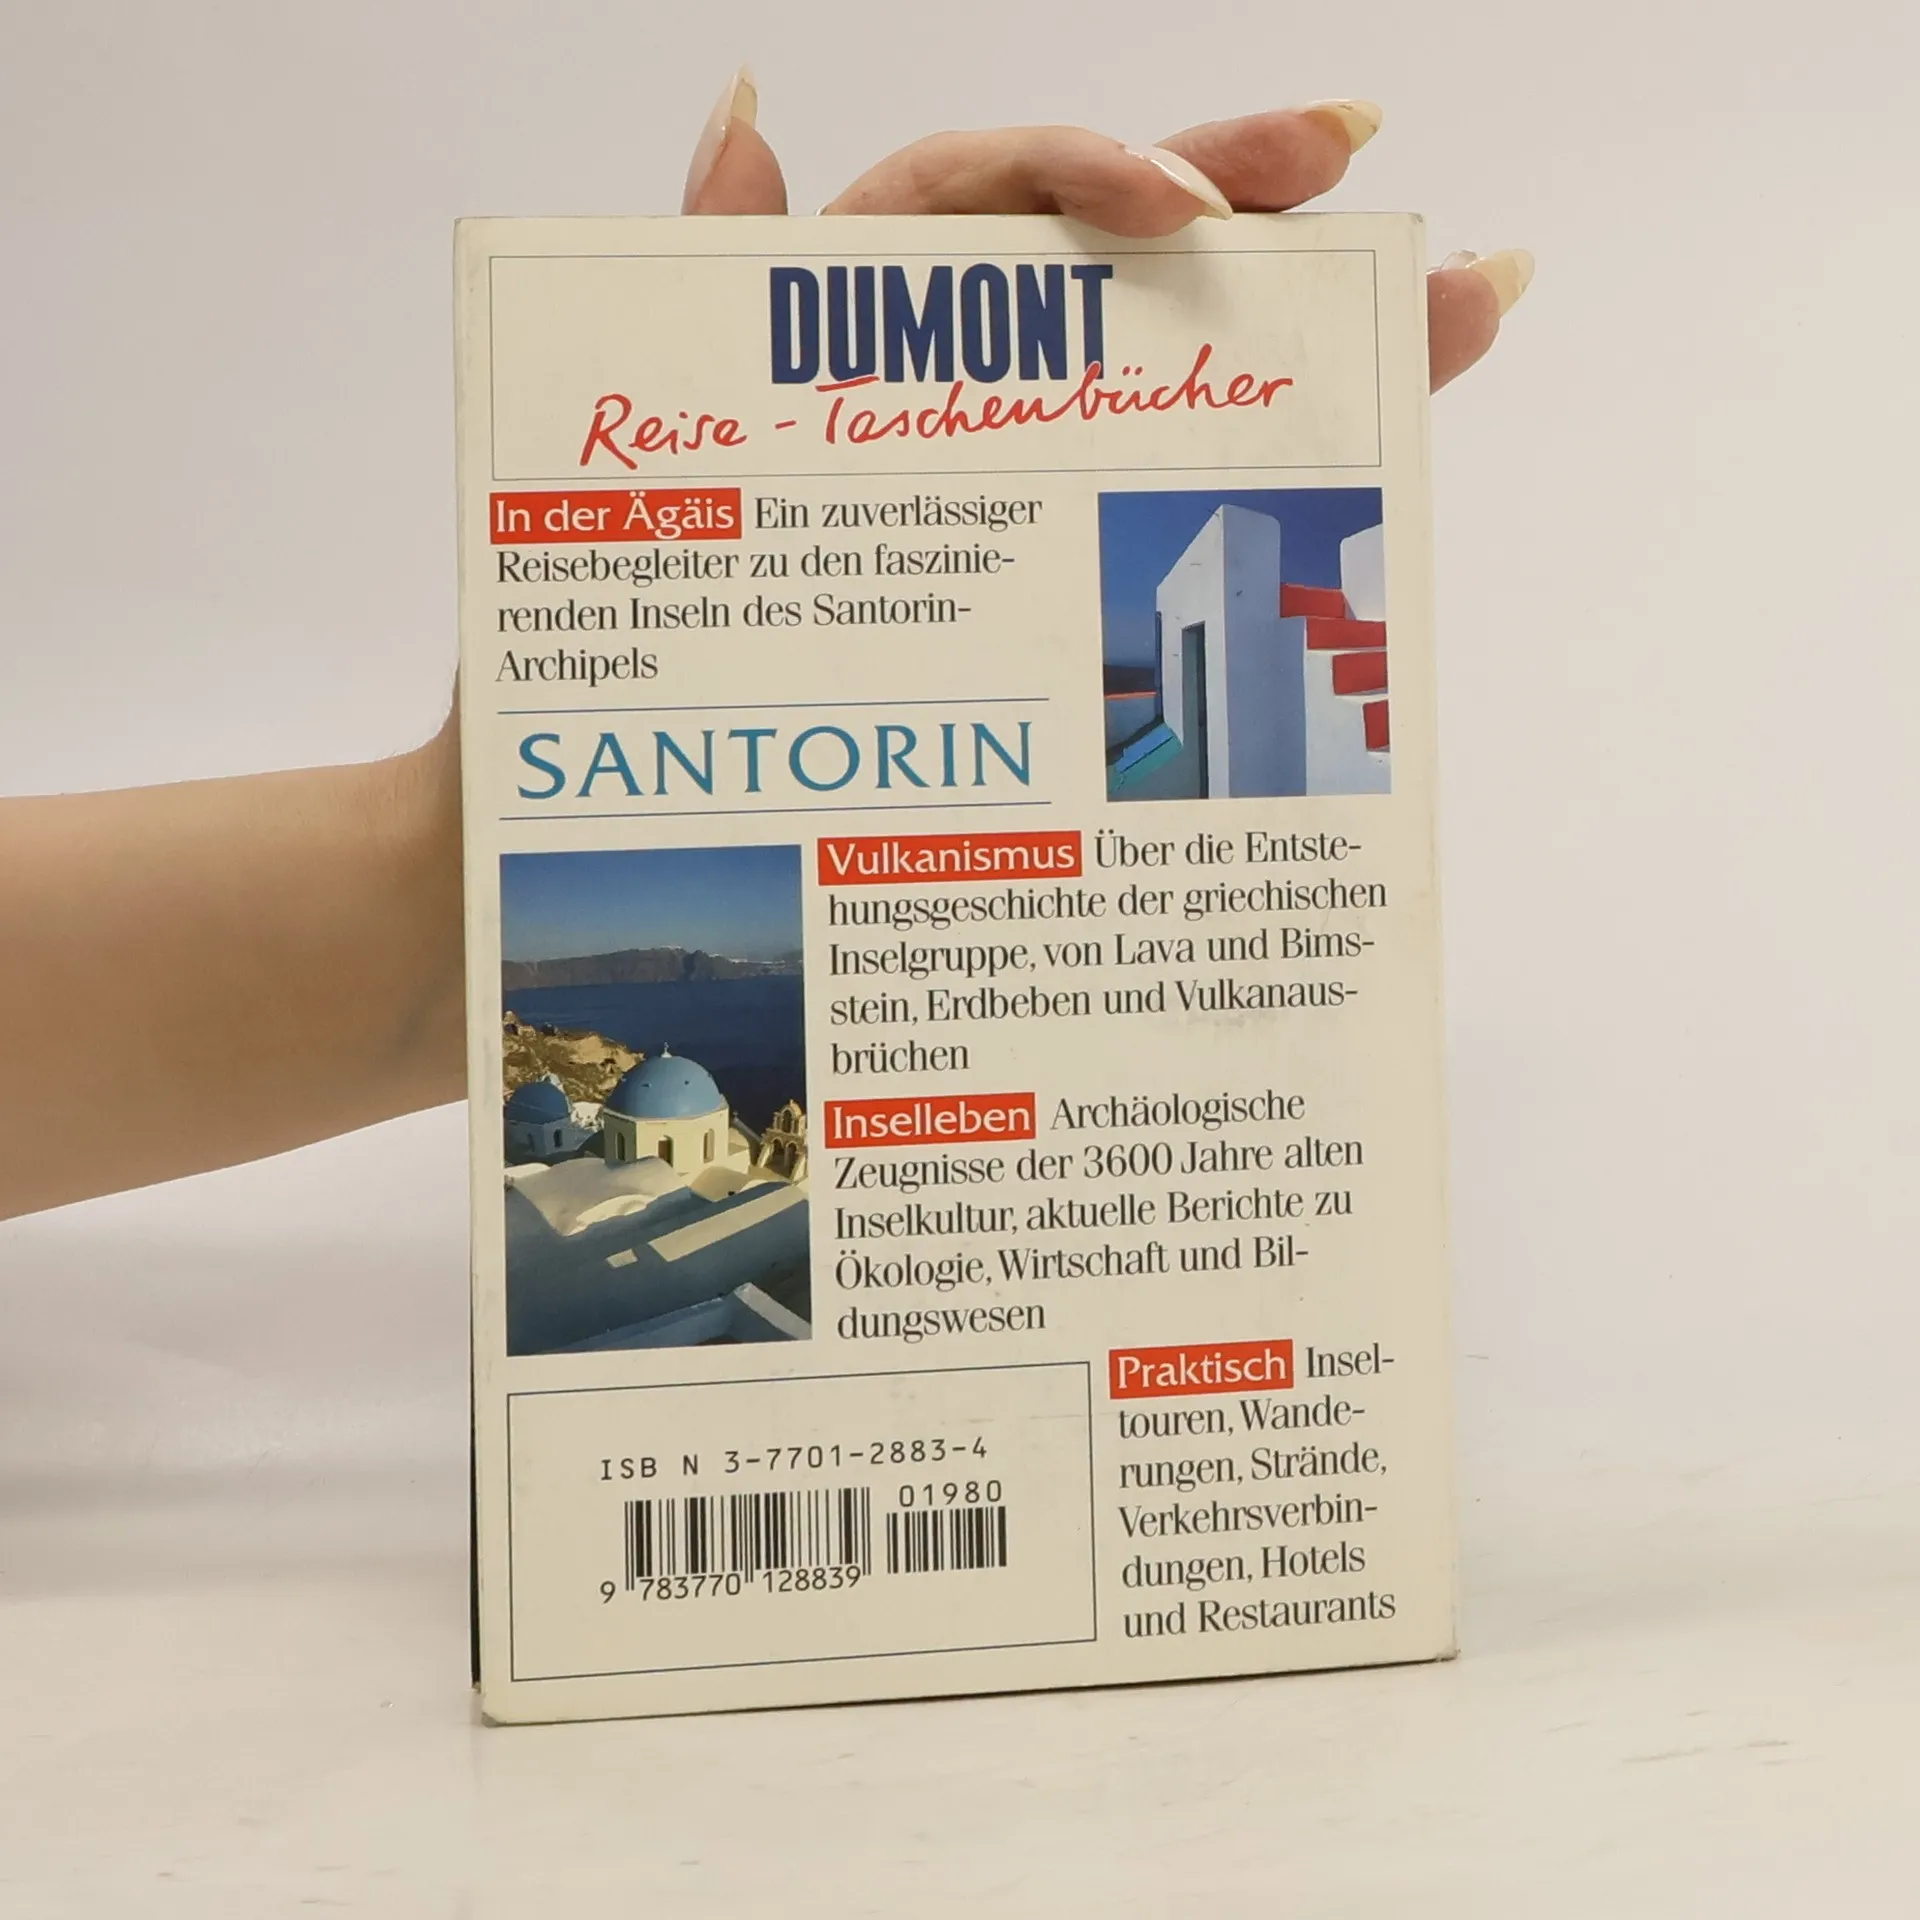 DUMONT
Reise-Taschenbücher
In der Ägäis Ein zuverlässiger
Reisebegleiter zu den faszinie-
renden Inseln des Santorin-
Archipels
SANTORIN
Vulkanismus Über die Entste-
hungsgeschichte der griechischen
Inselgruppe, von Lava und Bims-
stein, Erdbeben und Vulkanaus-
brüchen
Inselleben Archäologische
Zeugnisse der 3600 Jahre alten
Inselkultur, aktuelle Berichte zu
Ökologie, Wirtschaft und Bil-
dungswesen
Praktisch Insel-
touren, Wande-
rungen, Strände,
Verkehrsverbin-
dungen, Hotels
und Restaurants
ISB N 3-7701-2883-4
01980
9 783770 128839